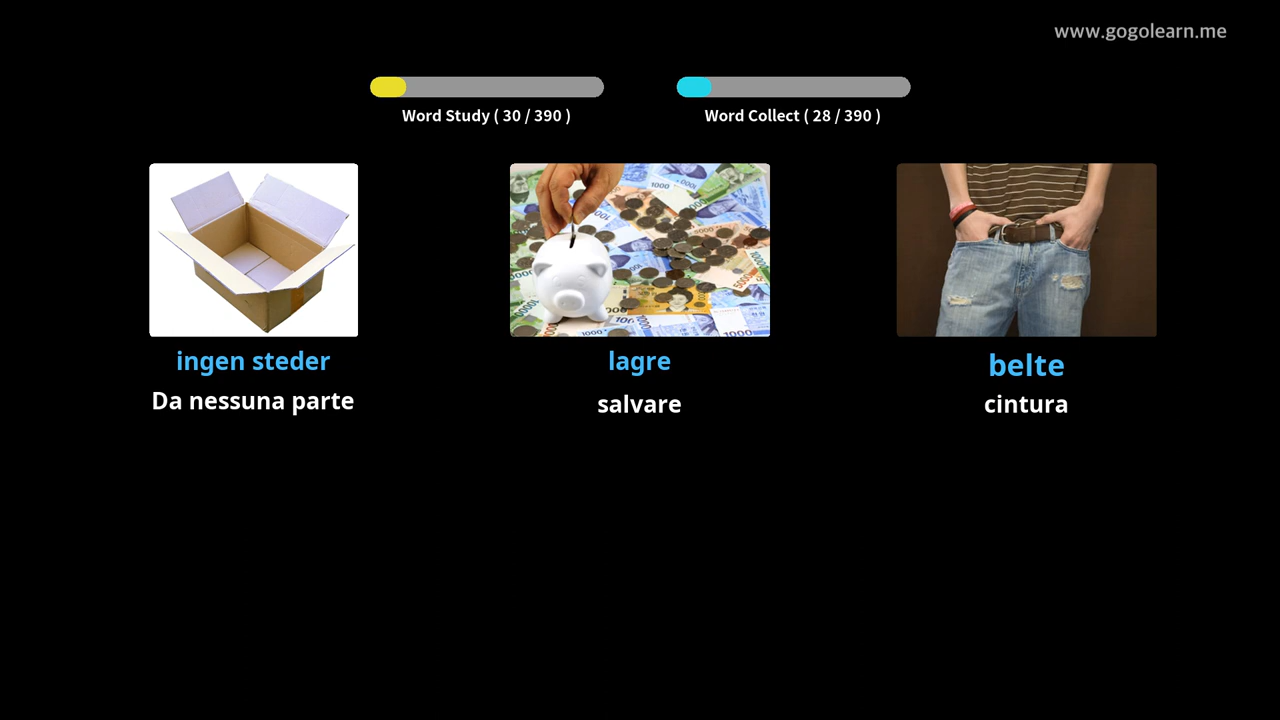 www.gogolearn.me
Word Study ( 30 / 390 )
Word Collect ( 28 / 390 )
ingen steder
Da nessuna parte
lagre
salvare
belte
cintura